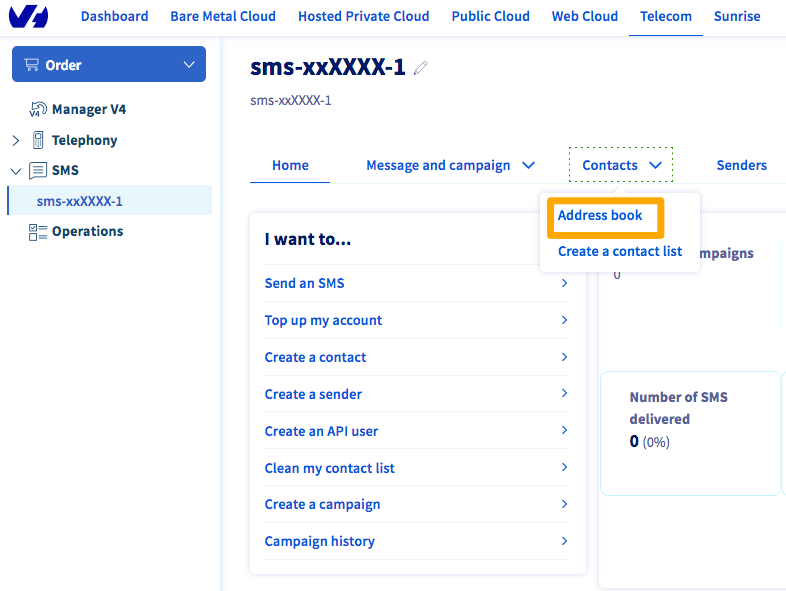 Dashboard Bare Metal Cloud Hosted Private Cloud Public Cloud Web Cloud Telecom Sunrise
Order
Manager V4
Telephony
SMS
sms-xxXXXX-1
Operations
sms-xxXXXX-1
sms-xxXXXX-1
Home Message and campaign Contacts Senders
Address book
Create a contact list
I want to...
Send an SMS
Top up my account
Create a contact
Create a sender
Create an API user
Clean my contact list
Create a campaign
Campaign history
mpaigns
0
Number of SMS
delivered
0 (0%)